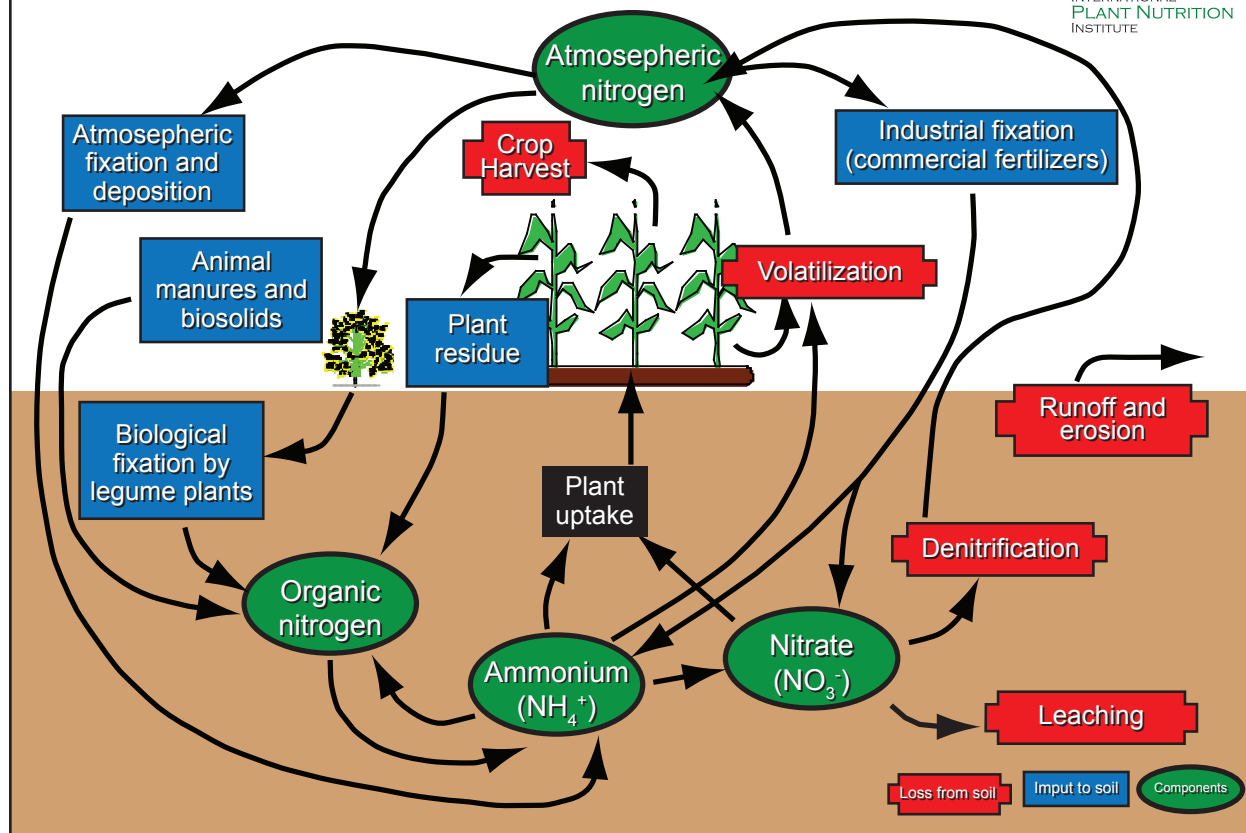 INTERNATIONAL
PLANT NUTRITION
INSTITUTE
Atmosepheric
nitrogen
Atmosepheric
fixation and
deposition
Crop
Harvest
Industrial fixation
(commercial fertilizers)
Animal
manures and
biosolids
Volatilization
Plant
residue
Runoff and
erosion
Biological
fixation by
legume plants
Plant
uptake
Denitrification
Organic
nitrogen
Ammonium
(NH₄⁺)
Nitrate
(NO₃⁻)
Leaching
Loss from soil
Imput to soil
Components